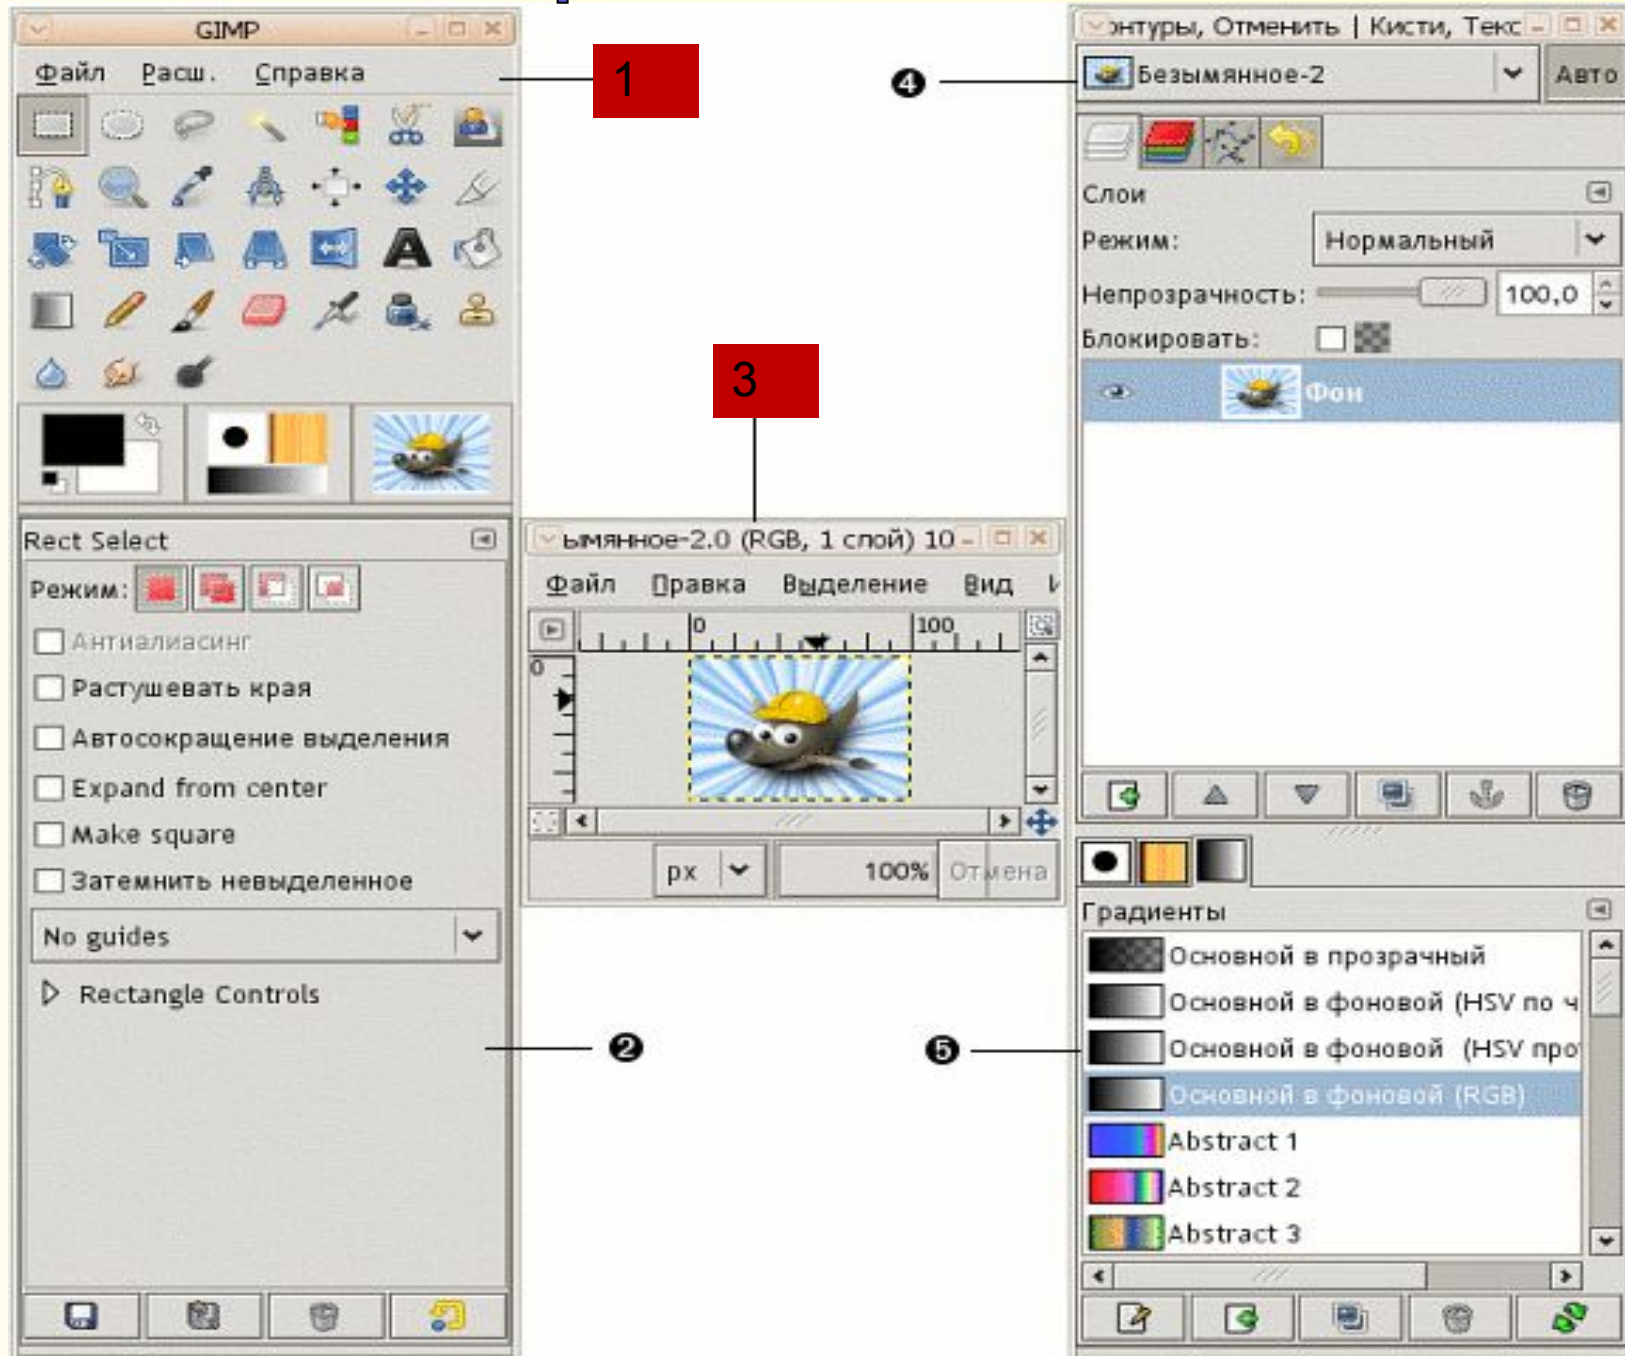 GIMP
Файл Расш. Справка
1
Rect Select
Режим:
Антиалиасинг
Растушевать края
Автосокращение выделения
Expand from center
Make square
Затемнить невыделенное
No guides
Rectangle Controls
2
3
ымянное-2.0 (RGB, 1 слой) 10
Файл Правка Выделение Вид И
0 100
0
px 100% Отмена
4
онтуры, Отменить | Кисти, Текс
Безымянное-2 Авто
Слои
Режим: Нормальный
Непрозрачность: 100,0
Блокировать:
Фон
5
Градиенты
Основной в прозрачный
Основной в фоновой (HSV по ч
Основной в фоновой (HSV про
Основной в фоновой (RGB)
Abstract 1
Abstract 2
Abstract 3